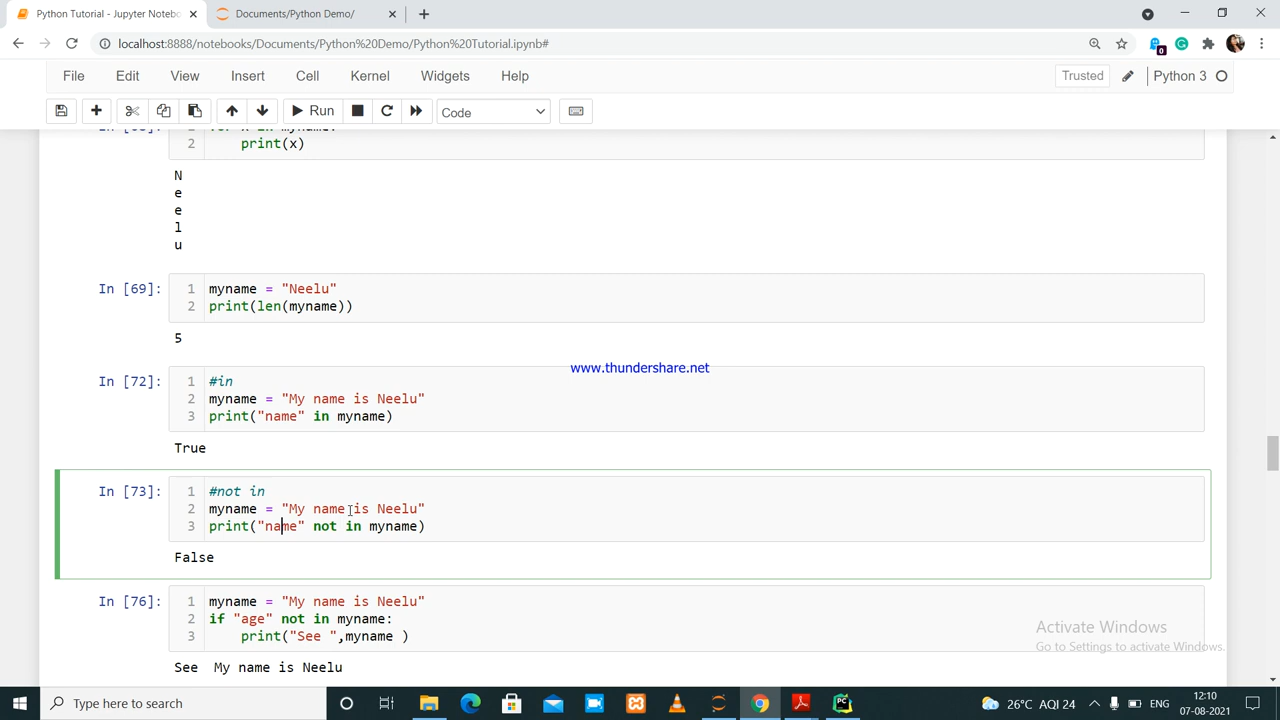 Python Tutorial - Jupyter Notebo
Documents/Python Demo/
localhost:8888/notebooks/Documents/Python%20Demo/Python%20Tutorial.ipynb#
0
File Edit View Insert Cell Kernel Widgets Help
Trusted
Python 3
Run
Code
2 print(x)
N
e
e
l
u
In [69]:
1 myname = "Neelu"
2 print(len(myname))
5
www.thundershare.net
In [72]:
1 #in
2 myname = "My name is Neelu"
3 print("name" in myname)
True
In [73]:
1 #not in
2 myname = "My name is Neelu"
3 print("name" not in myname)
False
In [76]:
1 myname = "My name is Neelu"
2 if "age" not in myname:
3 print("See ",myname )
See  My name is Neelu
Activate Windows
Go to Settings to activate Windows.
Type here to search
PC
26°C AQI 24
ENG
12:10
07-08-2021